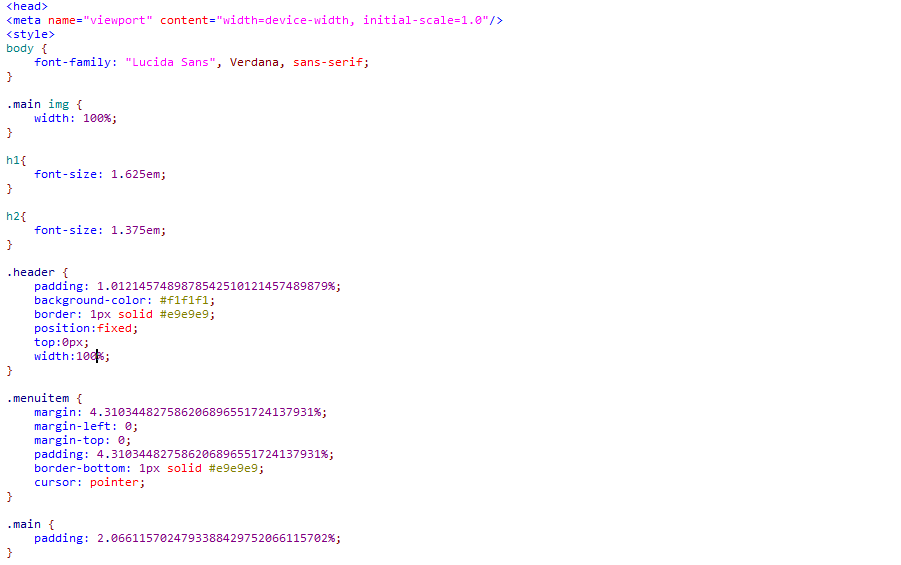 <head>
<meta name="viewport" content="width=device-width, initial-scale=1.0"/>
<style>
body {
    font-family: "Lucida Sans", Verdana, sans-serif;
}

.main img {
    width: 100%;
}

h1{
    font-size: 1.625em;
}

h2{
    font-size: 1.375em;
}

.header {
    padding: 1.0121457489878542510121457489879%;
    background-color: #f1f1f1;
    border: 1px solid #e9e9e9;
    position:fixed;
    top:0px;
    width:100%;
}

.menuitem {
    margin: 4.310344827586206896551724137931%;
    margin-left: 0;
    margin-top: 0;
    padding: 4.310344827586206896551724137931%;
    border-bottom: 1px solid #e9e9e9;
    cursor: pointer;
}

.main {
    padding: 2.0661157024793388429752066115702%;
}